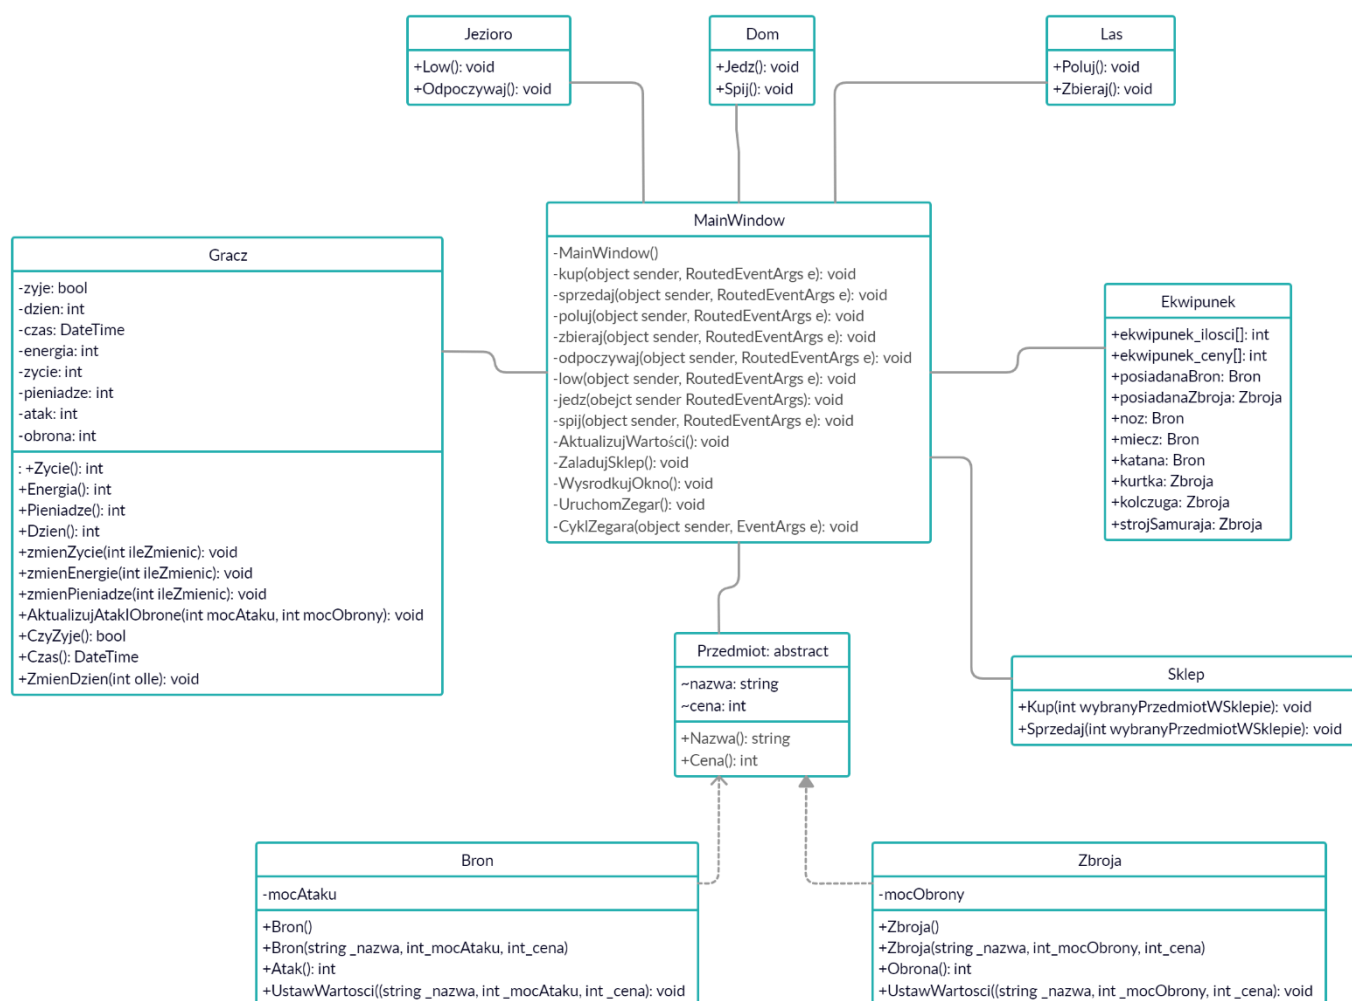 Jezioro
+Low(): void
+Odpoczywaj(): void
Dom
+Jedz(): void
+Spij(): void
Las
+Poluj(): void
+Zbieraj(): void
MainWindow
-MainWindow()
-kup(object sender, RoutedEventArgs e): void
-sprzedaj(object sender, RoutedEventArgs e): void
-poluj(object sender, RoutedEventArgs e): void
-zbieraj(object sender, RoutedEventArgs e): void
-odpoczywaj(object sender, RoutedEventArgs e): void
-low(object sender, RoutedEventArgs e): void
-jedz(obejct sender RoutedEventArgs): void
-spij(object sender, RoutedEventArgs e): void
-AktualizujWartości(): void
-ZaladujSklep(): void
-WysrodkujOkno(): void
-UruchomZegar(): void
-CyklZegara(object sender, EventArgs e): void
Gracz
-zyje: bool
-dzien: int
-czas: DateTime
-energia: int
-zycie: int
-pieniadze: int
-atak: int
-obrona: int
: +Zycie(): int
+Energia(): int
+Pieniadze(): int
+Dzien(): int
+zmienZycie(int ileZmienic): void
+zmienEnergie(int ileZmienic): void
+zmienPieniadze(int ileZmienic): void
+AktualizujAtakIObrone(int mocAtaku, int mocObrony): void
+CzyZyje(): bool
+Czas(): DateTime
+ZmienDzien(int oIle): void
Ekwipunek
+ekwipunek_ilosci[]: int
+ekwipunek_ceny[]: int
+posiadanaBron: Bron
+posiadanaZbroja: Zbroja
+noz: Bron
+miecz: Bron
+katana: Bron
+kurtka: Zbroja
+kolczuga: Zbroja
+strojSamuraja: Zbroja
Przedmiot: abstract
~nazwa: string
~cena: int
+Nazwa(): string
+Cena(): int
Sklep
+Kup(int wybranyPrzedmiotWSklepie): void
+Sprzedaj(int wybranyPrzedmiotWSklepie): void
Bron
-mocAtaku
+Bron()
+Bron(string _nazwa, int_mocAtaku, int_cena)
+Atak(): int
+UstawWartosci((string _nazwa, int _mocAtaku, int _cena): void
Zbroja
-mocObrony
+Zbroja()
+Zbroja(string _nazwa, int_mocObrony, int_cena)
+Obrona(): int
+UstawWartosci((string _nazwa, int _mocObrony, int _cena): void